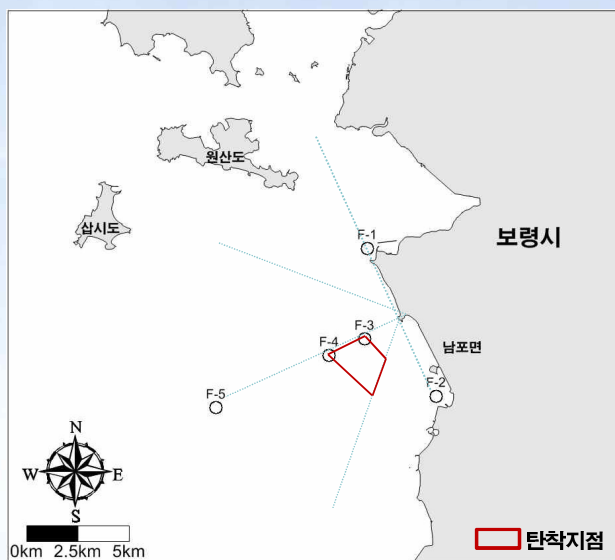 원산도
삽시도
F-1
보령시
F-3
F-4
남포면
F-2
F-5
N
W
E
S
0km 2.5km 5km
탄착지점